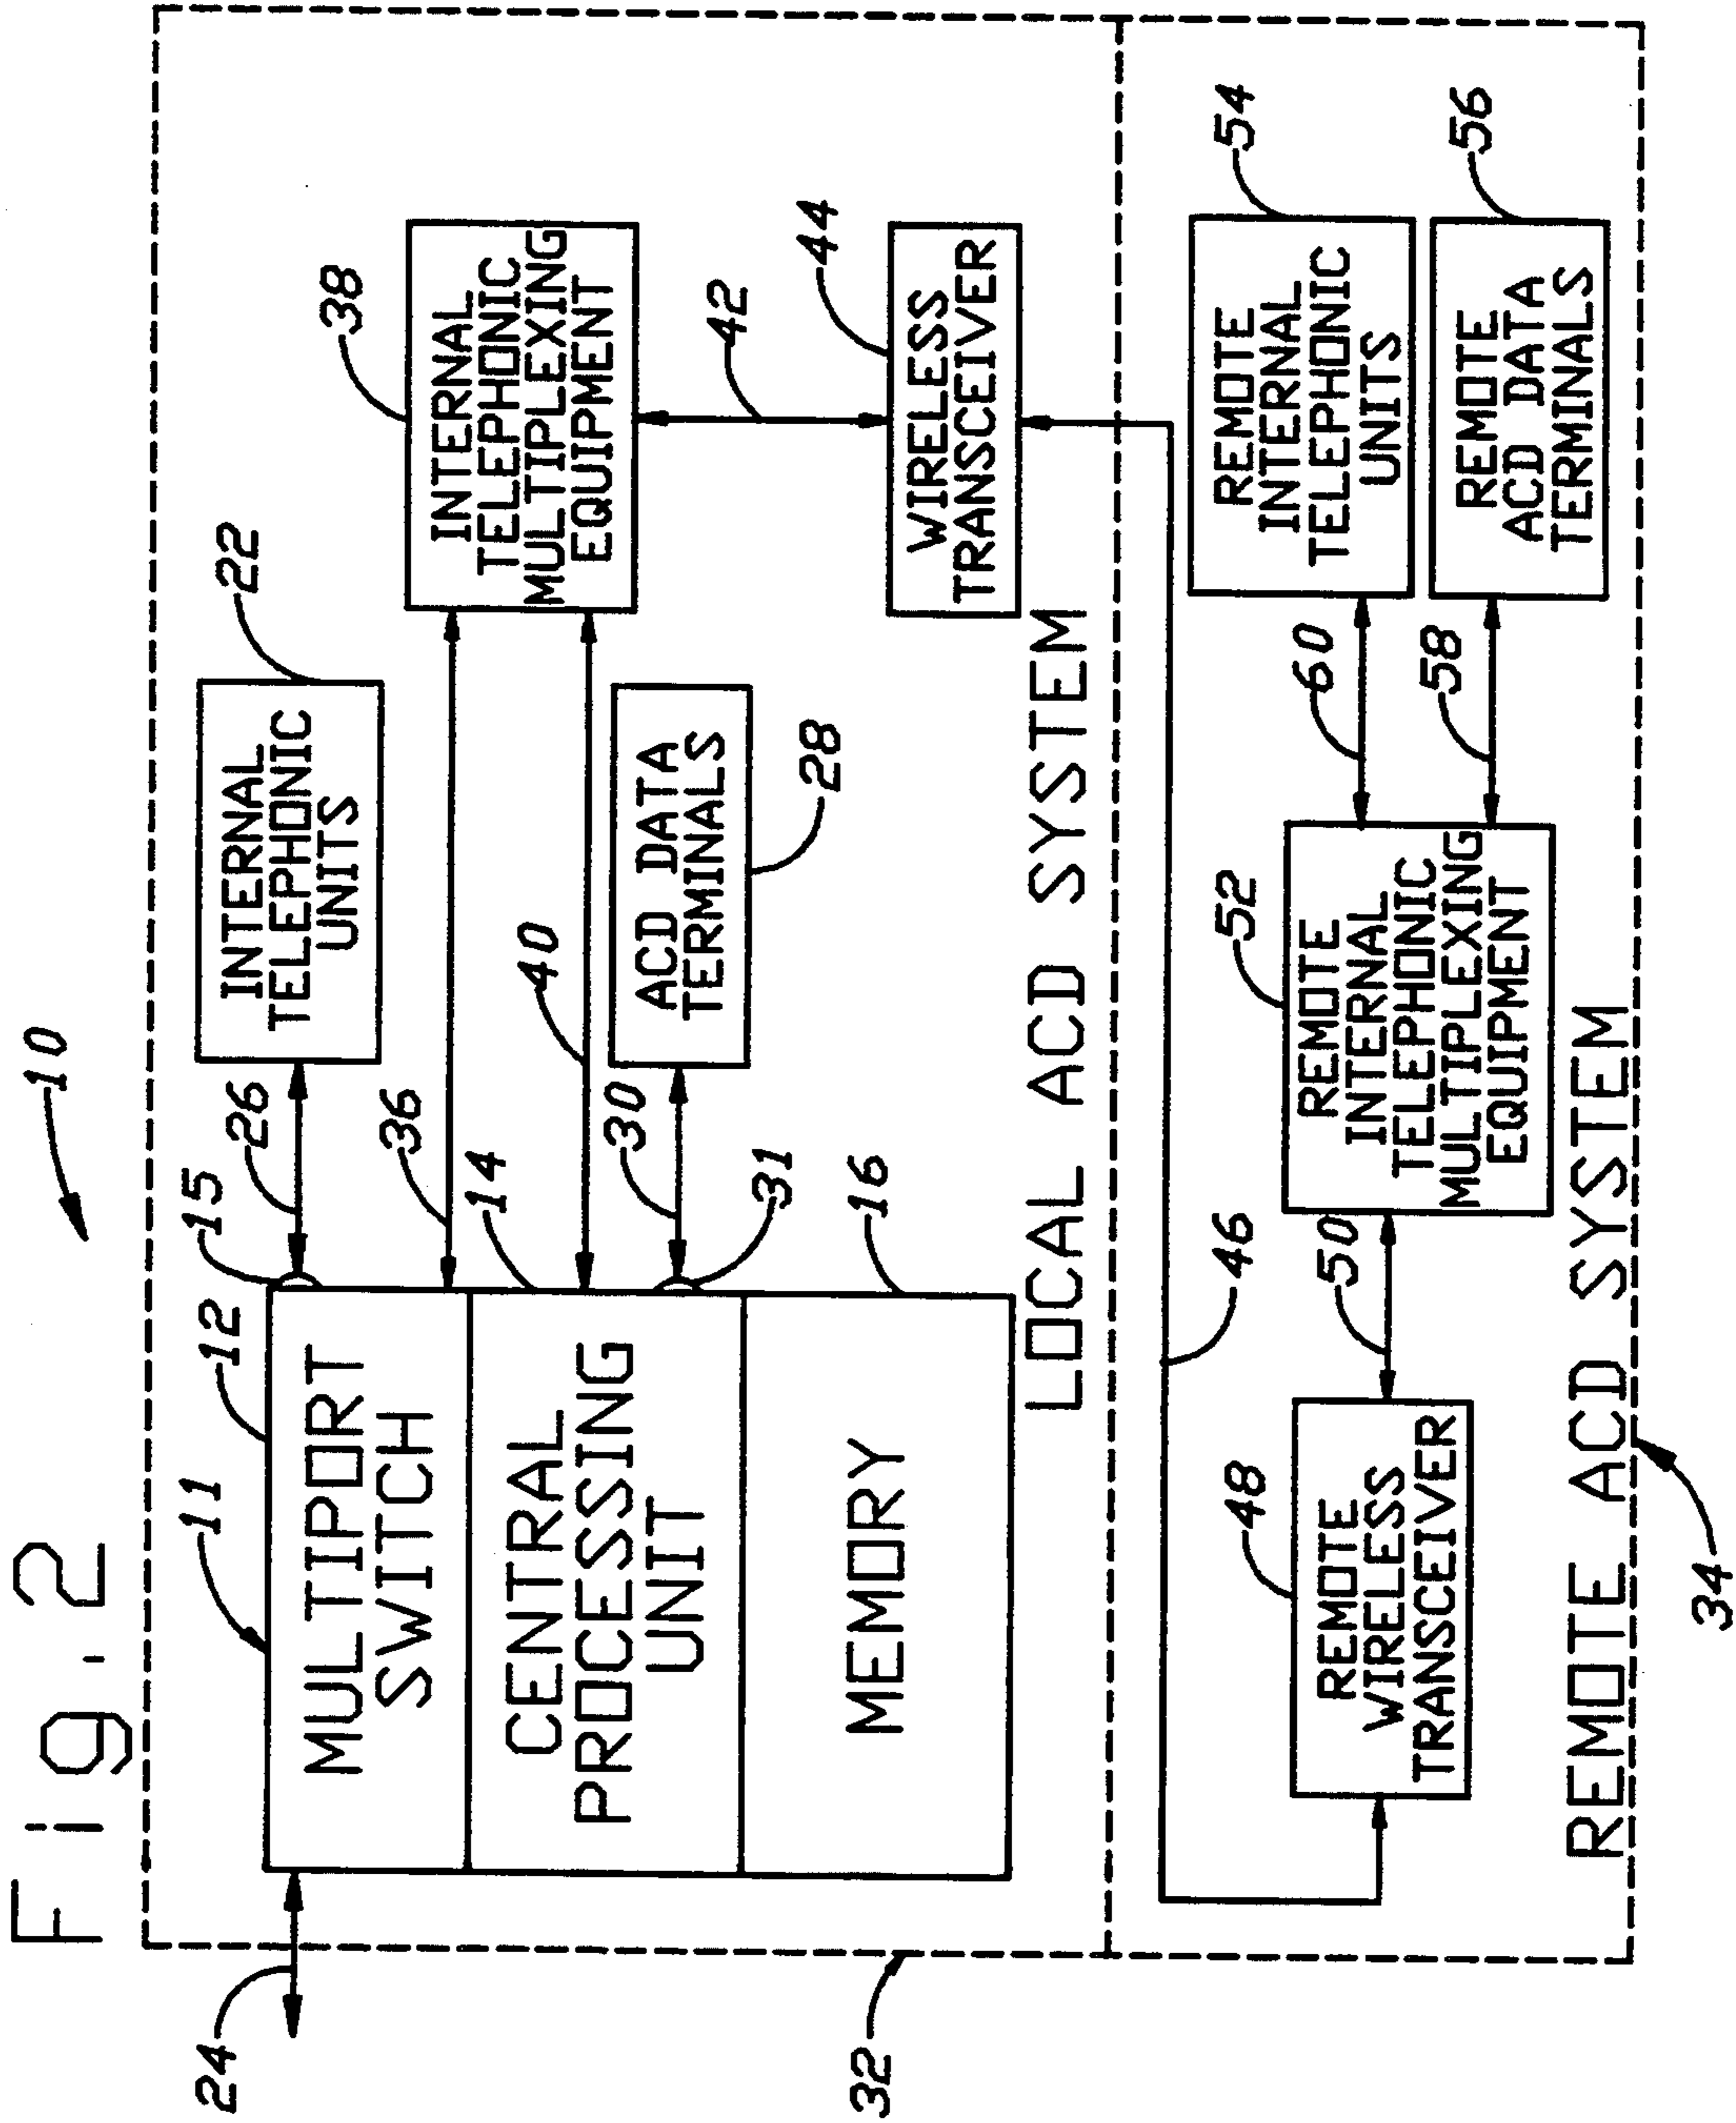 Fig.2
10
24
11
12
15
26
22
MULTIPORT
SWITCH
INTERNAL
TELEPHONIC
UNITS
36
38
INTERNAL
TELEPHONIC
MULTIPLEXING
EQUIPMENT
14
40
CENTRAL
PROCESSING
UNIT
30
ACD DATA
TERMINALS
28
31
42
16
MEMORY
44
WIRELESS
TRANSCEIVER
32
LOCAL ACD SYSTEM
46
48
REMOTE
WIRELESS
TRANSCEIVER
50
52
REMOTE
INTERNAL
TELEPHONIC
MULTIPLEXING
EQUIPMENT
60
54
REMOTE
INTERNAL
TELEPHONIC
UNITS
58
56
REMOTE
ACD DATA
TERMINALS
REMOTE ACD SYSTEM
34